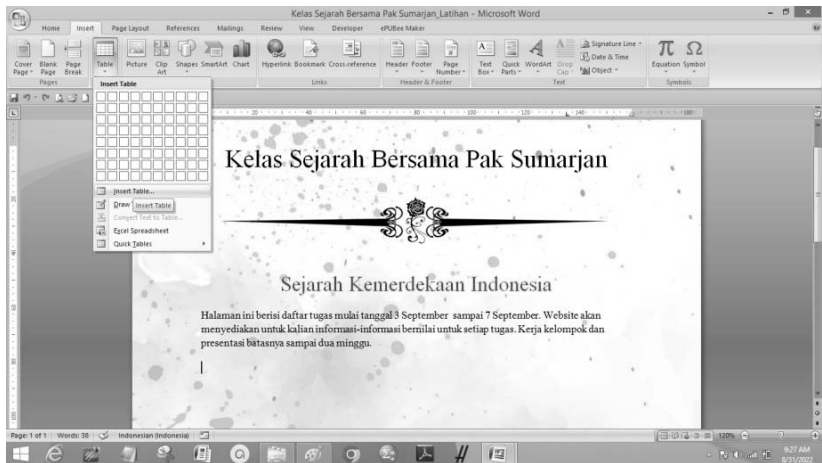 Kelas Sejarah Bersama Pak Sumarjan_Latihan - Microsoft Word
Home Insert Page Layout References Mailings Review View Developer ePUBee Maker
Cover Page Blank Page Page Break Table Picture Clip Art Shapes SmartArt Chart Hyperlink Bookmark Cross-reference Header Footer Page Number Text Box Quick Parts WordArt Drop Cap Signature Line Date & Time Object Equation Symbol
Pages Links Header & Footer Text Symbols
Insert Table
Insert Table...
Draw Insert Table
Convert Text to Table...
Excel Spreadsheet
Quick Tables
Kelas Sejarah Bersama Pak Sumarjan
Sejarah Kemerdekaan Indonesia
Halaman ini berisi daftar tugas mulai tanggal 3 September sampai 7 September. Website akan
menyediakan untuk kalian informasi-informasi bernilai untuk setiap tugas. Kerja kelompok dan
presentasi batasnya sampai dua minggu.
Page: 1 of 1 Words: 38 Indonesian (Indonesia) 120%
9:27 AM
8/31/2022